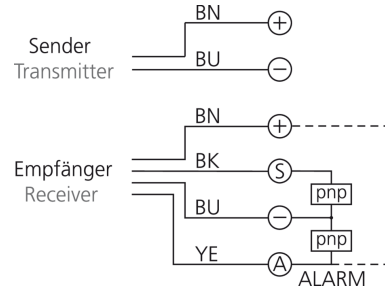 BN
+
Sender
Transmitter
BU
−
BN
+
Empfänger
BK
S
pnp
Receiver
BU
−
pnp
YE
A
ALARM